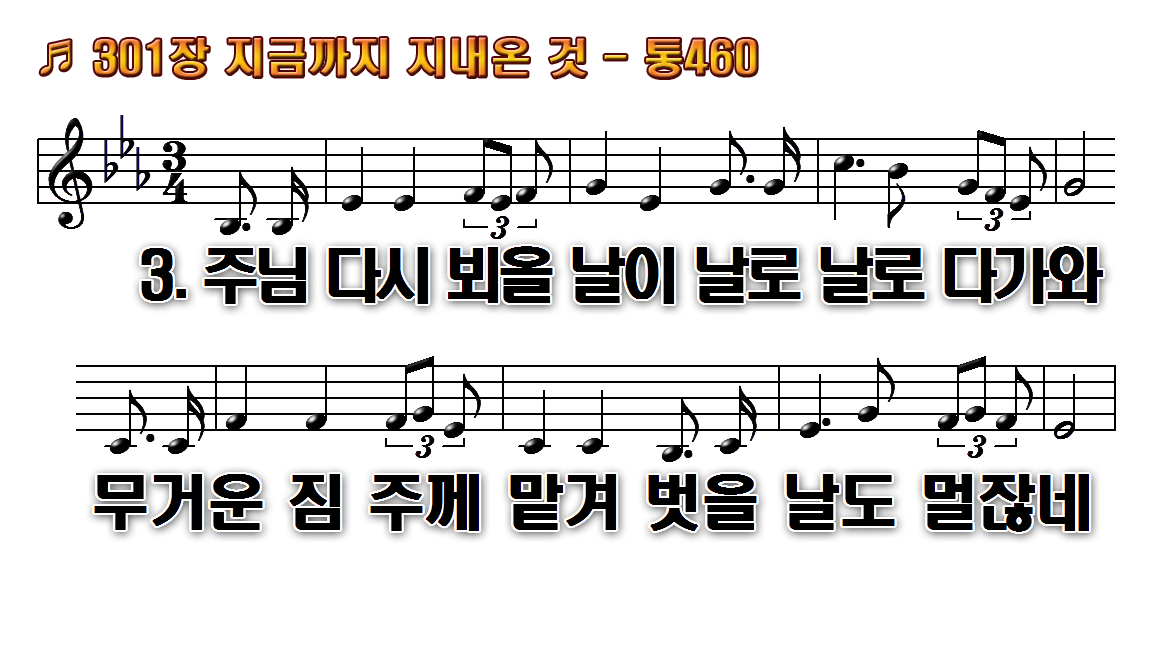 ♬ 301장 지금까지 지내온 것 - 통460
3
4
3 3
3. 주님 다시 뵈올 날이 날로 날로 다가와
3 3
무거운 짐 주께 맡겨 벗을 날도 멀잖네